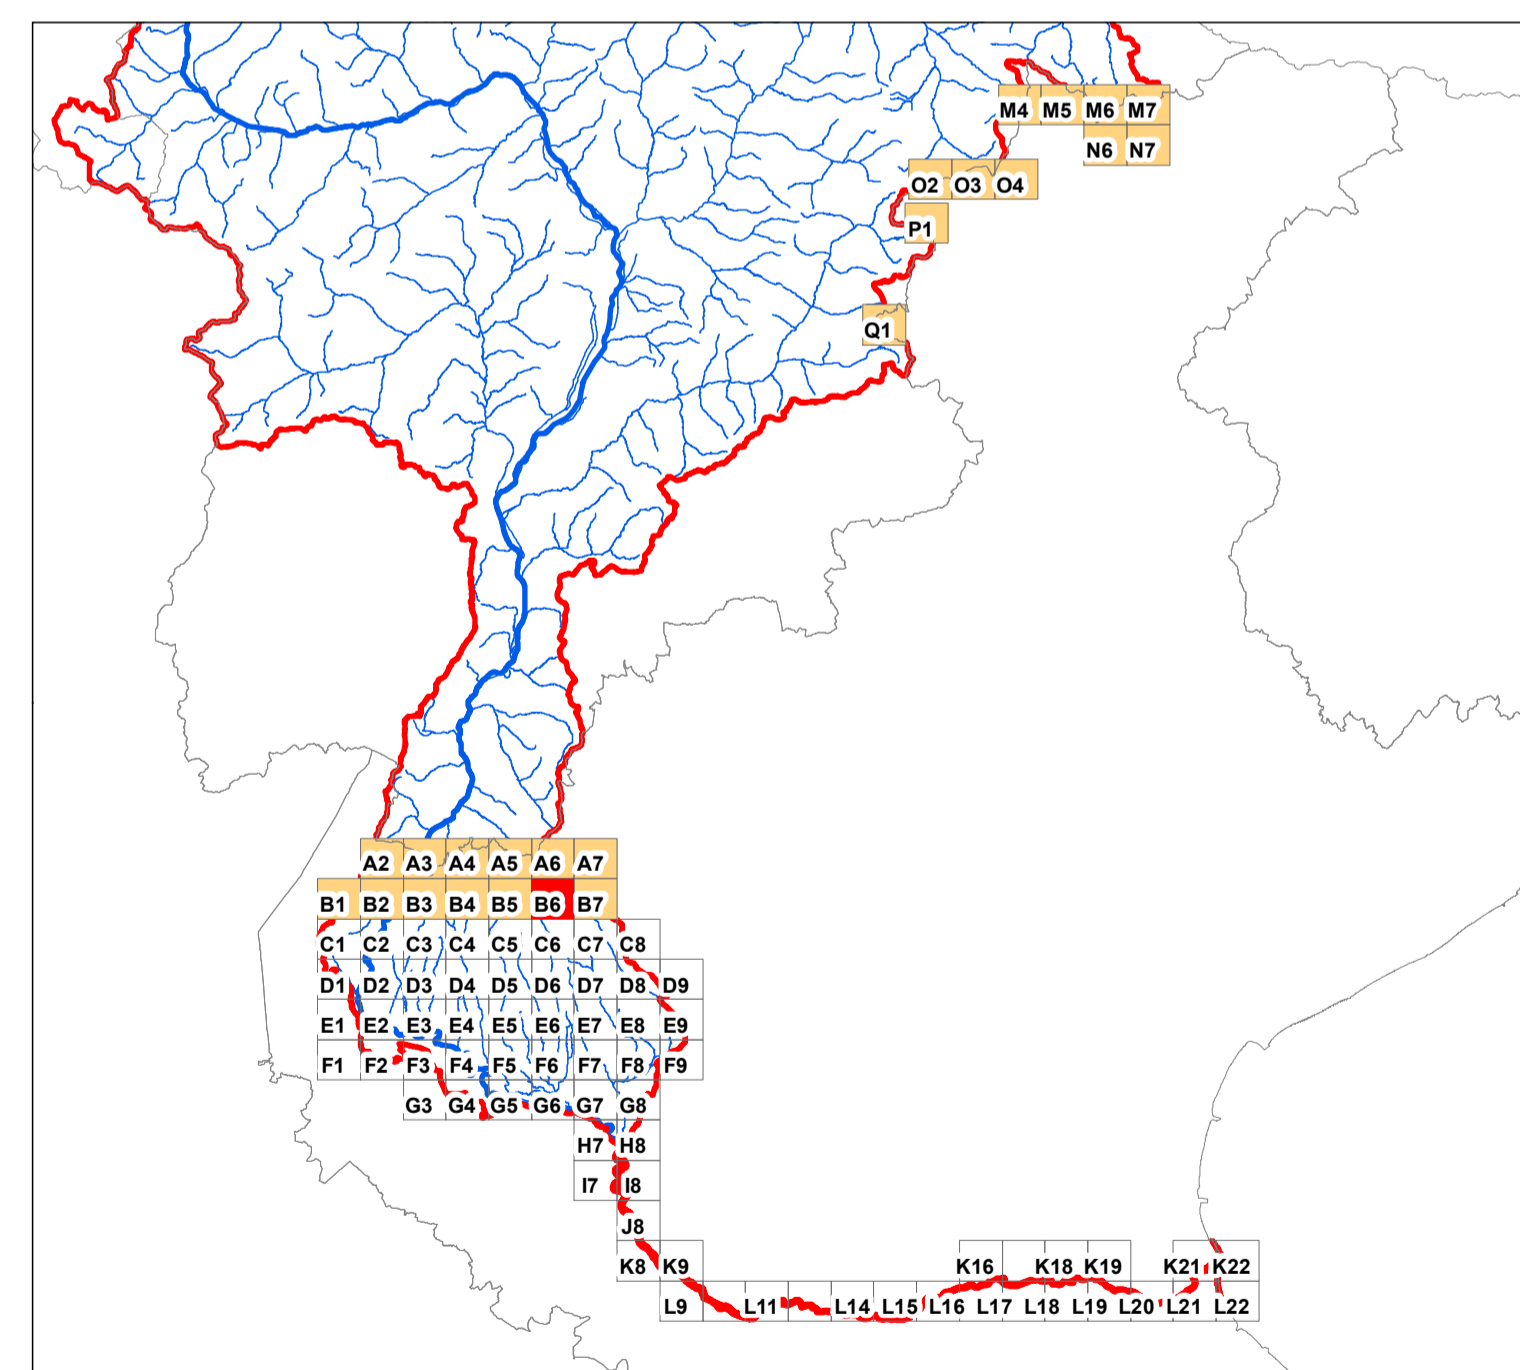 M4 M5 M6 M7
N6 N7
O2 O3 O4
P1
Q1
A2 A3 A4 A5 A6 A7
B1 B2 B3 B4 B5 B6 B7
C1 C2 C3 C4 C5 C6 C7 C8
D1 D2 D3 D4 D5 D6 D7 D8 D9
E1 E2 E3 E4 E5 E6 E7 E8 E9
F1 F2 F3 F4 F5 F6 F7 F8 F9
G3 G4 G5 G6 G7 G8
H7 H8
I7 I8
J8
K8 K9 K16 K18 K19 K21 K22
L9 L11 L14 L15 L16 L17 L18 L19 L20 L21 L22